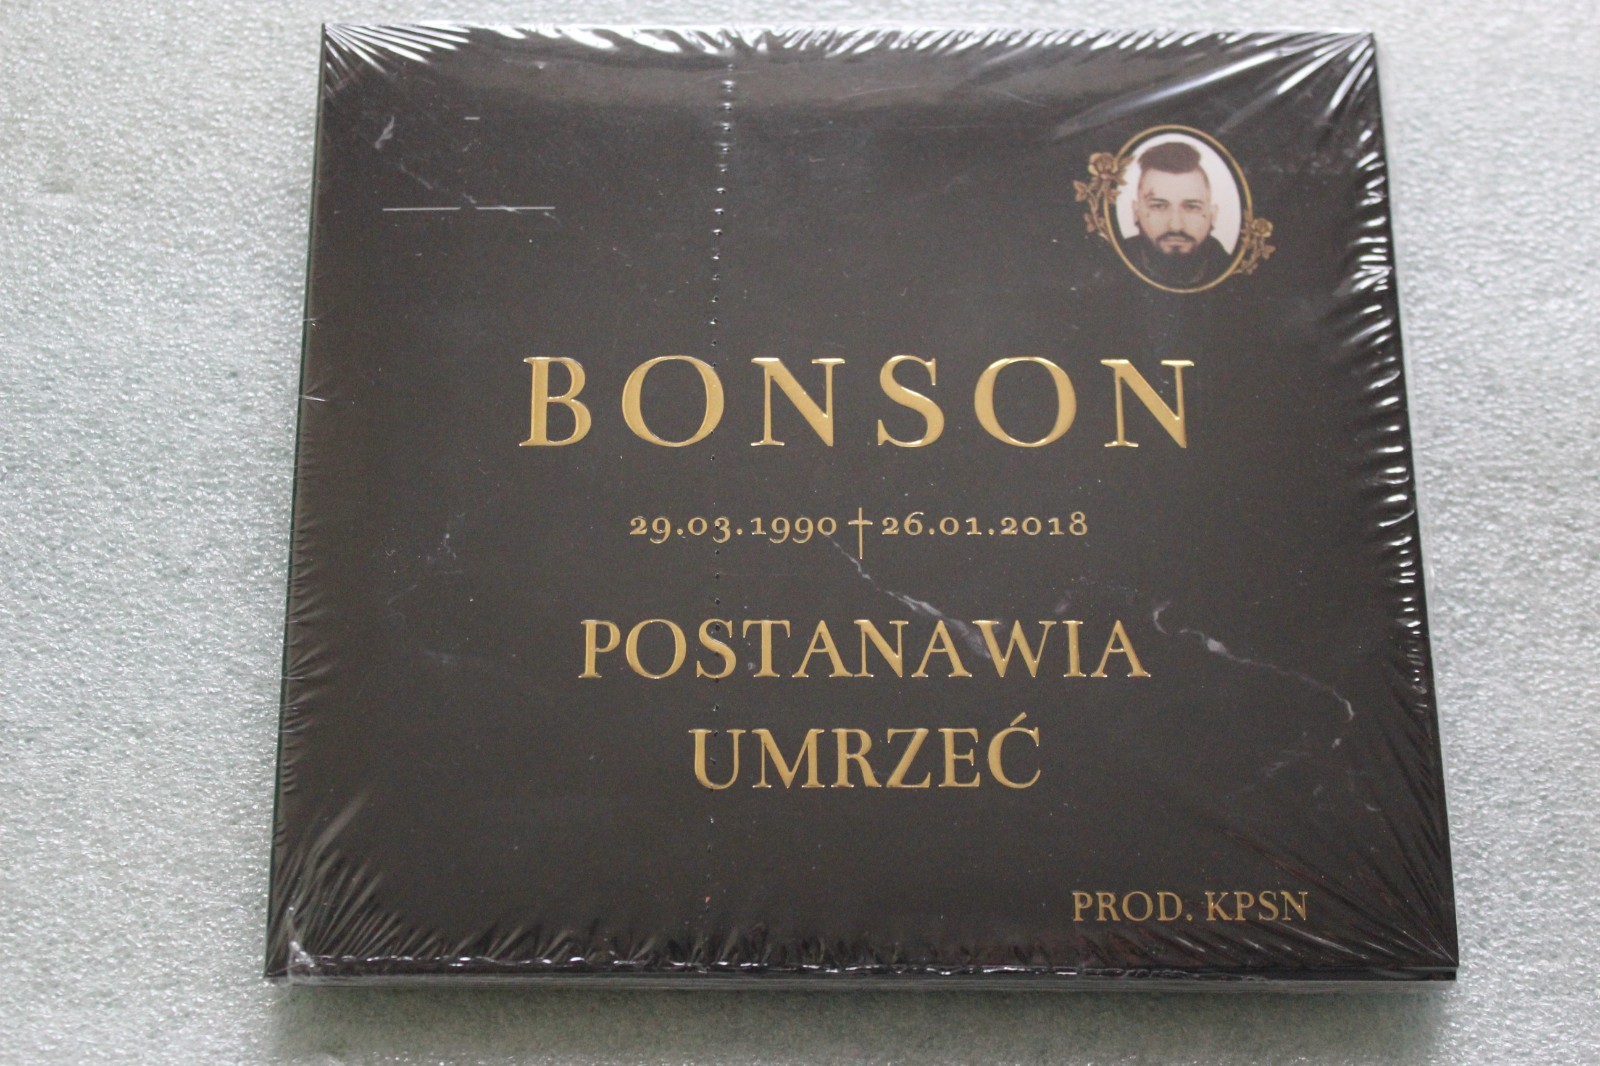 BONSON
29.03.1990 † 26.01.2018
POSTANAWIA
UMRZEĆ
PROD. KPSN